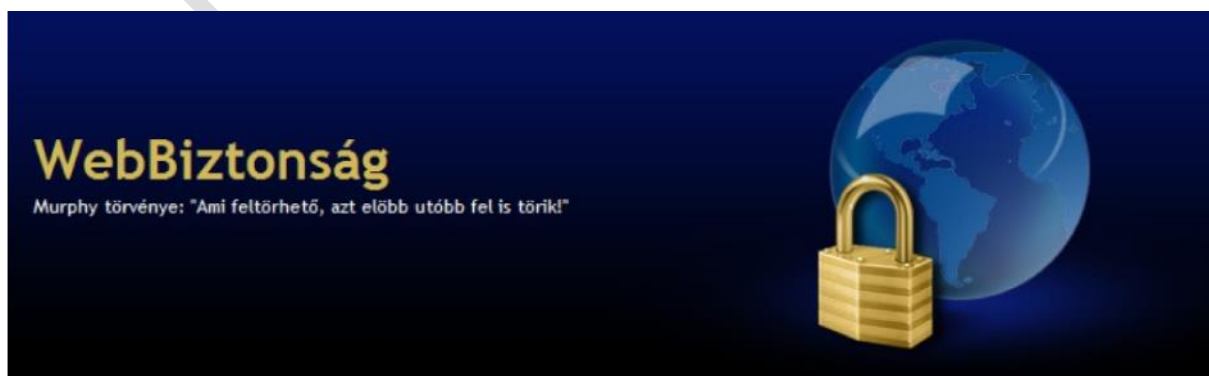 WebBiztonság
Murphy törvénye: "Ami feltörhető, azt elöbb utóbb fel is törik!"